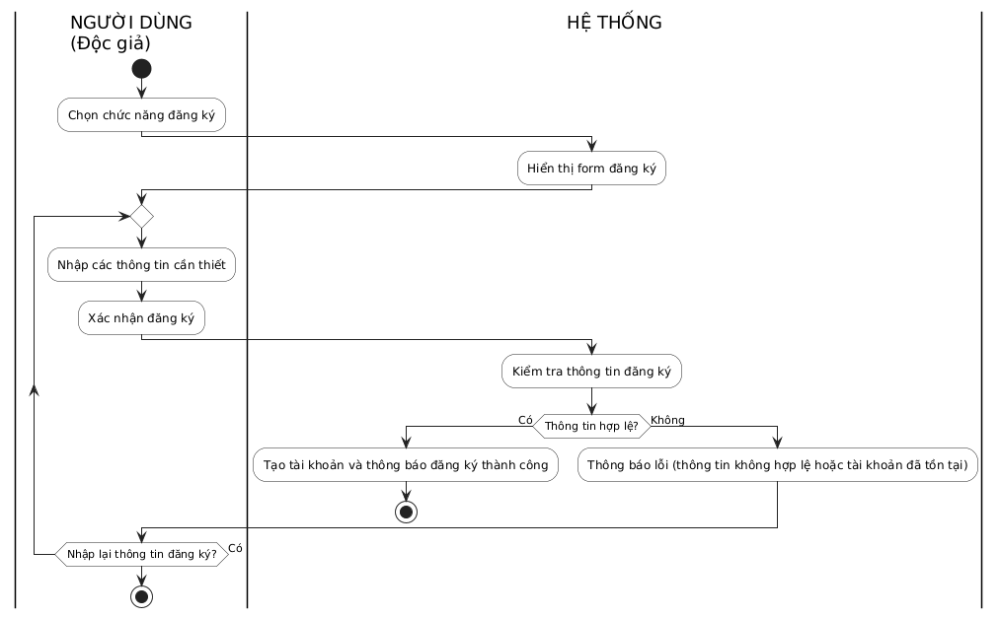 NGƯỜI DÙNG
(Độc giả)
HỆ THỐNG
Chọn chức năng đăng ký
Hiển thị form đăng ký
Nhập các thông tin cần thiết
Xác nhận đăng ký
Kiểm tra thông tin đăng ký
Có
Thông tin hợp lệ?
Không
Tạo tài khoản và thông báo đăng ký thành công
Thông báo lỗi (thông tin không hợp lệ hoặc tài khoản đã tồn tại)
Nhập lại thông tin đăng ký?
Có